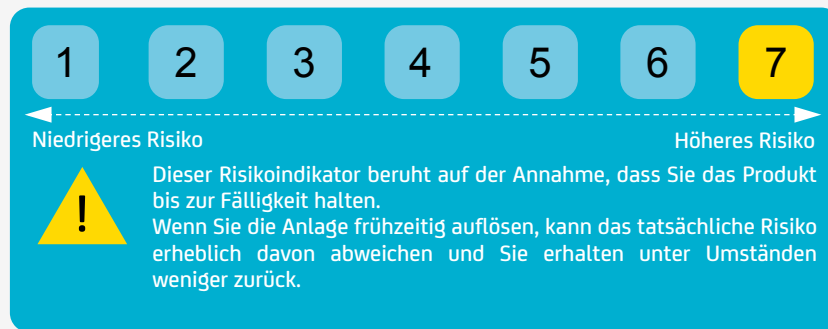 1 2 3 4 5 6 7
Niedrigeres Risiko Höheres Risiko
!
Dieser Risikoindikator beruht auf der Annahme, dass Sie das Produkt
bis zur Fälligkeit halten.
Wenn Sie die Anlage frühzeitig auflösen, kann das tatsächliche Risiko
erheblich davon abweichen und Sie erhalten unter Umständen
weniger zurück.